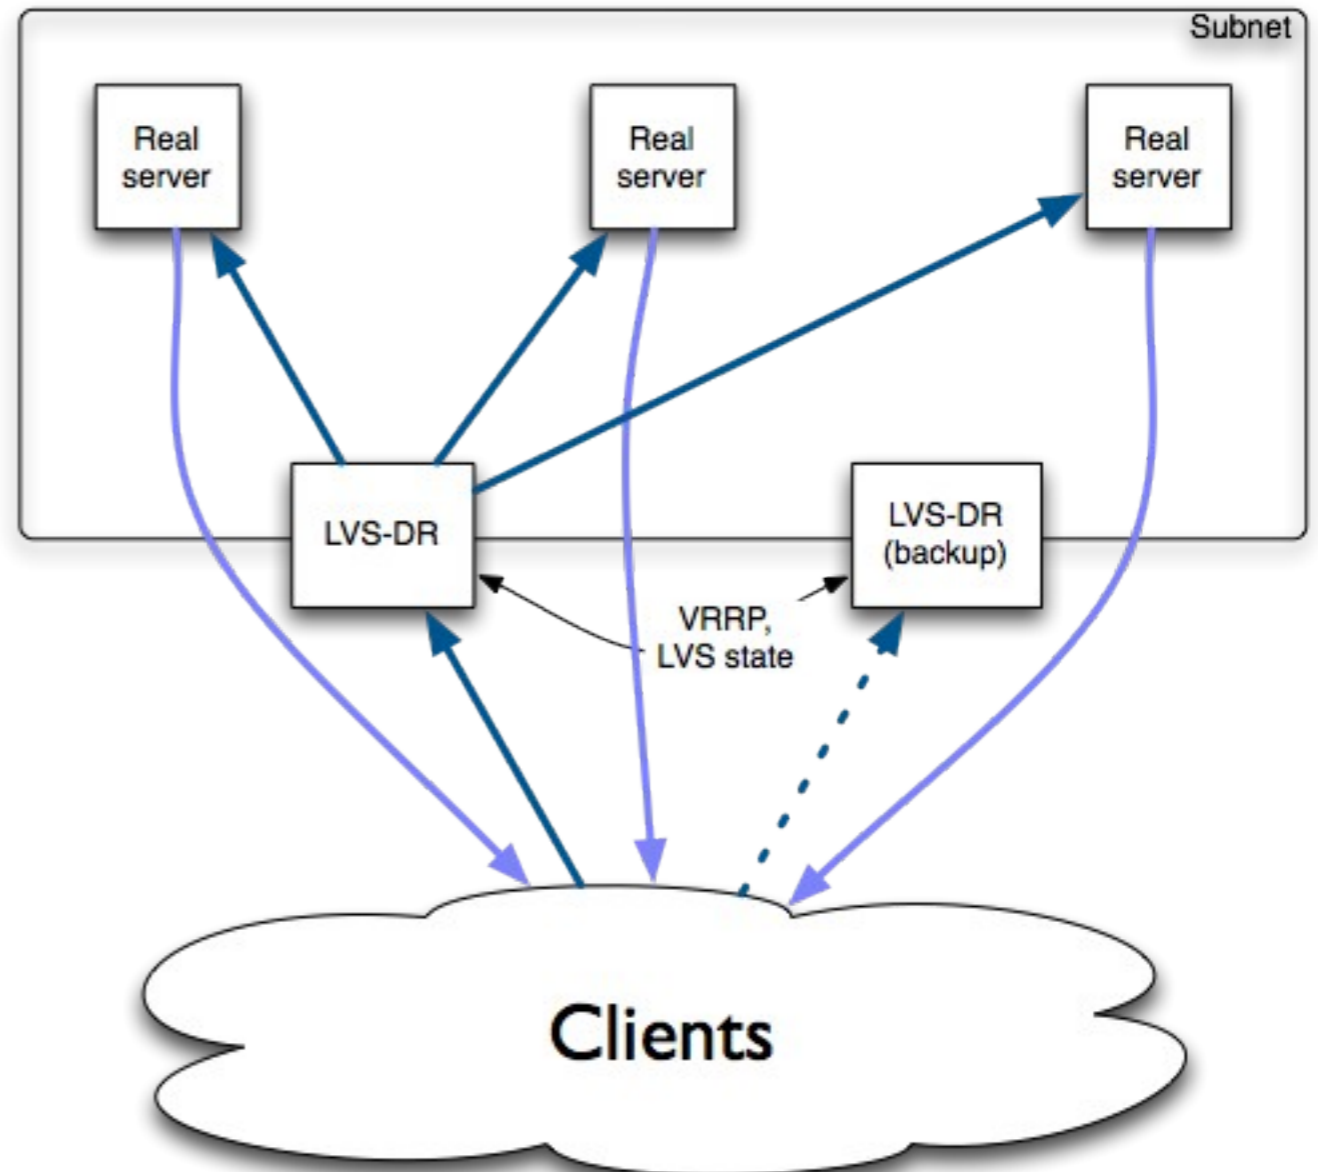 Subnet
Real
server
Real
server
Real
server
LVS-DR
LVS-DR
(backup)
VRRP,
LVS state
Clients